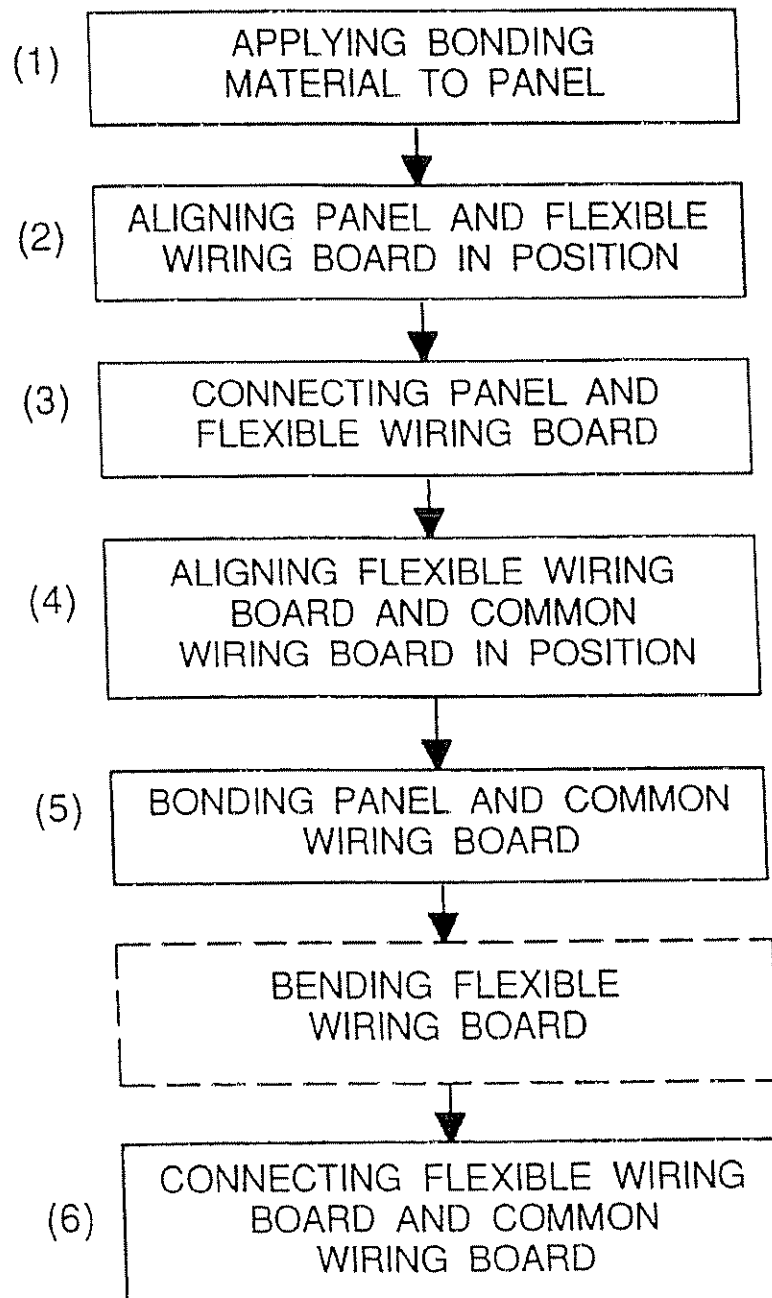 (1)
APPLYING BONDING
MATERIAL TO PANEL
(2)
ALIGNING PANEL AND FLEXIBLE
WIRING BOARD IN POSITION
(3)
CONNECTING PANEL AND
FLEXIBLE WIRING BOARD
(4)
ALIGNING FLEXIBLE WIRING
BOARD AND COMMON
WIRING BOARD IN POSITION
(5)
BONDING PANEL AND COMMON
WIRING BOARD
BENDING FLEXIBLE
WIRING BOARD
(6)
CONNECTING FLEXIBLE WIRING
BOARD AND COMMON
WIRING BOARD